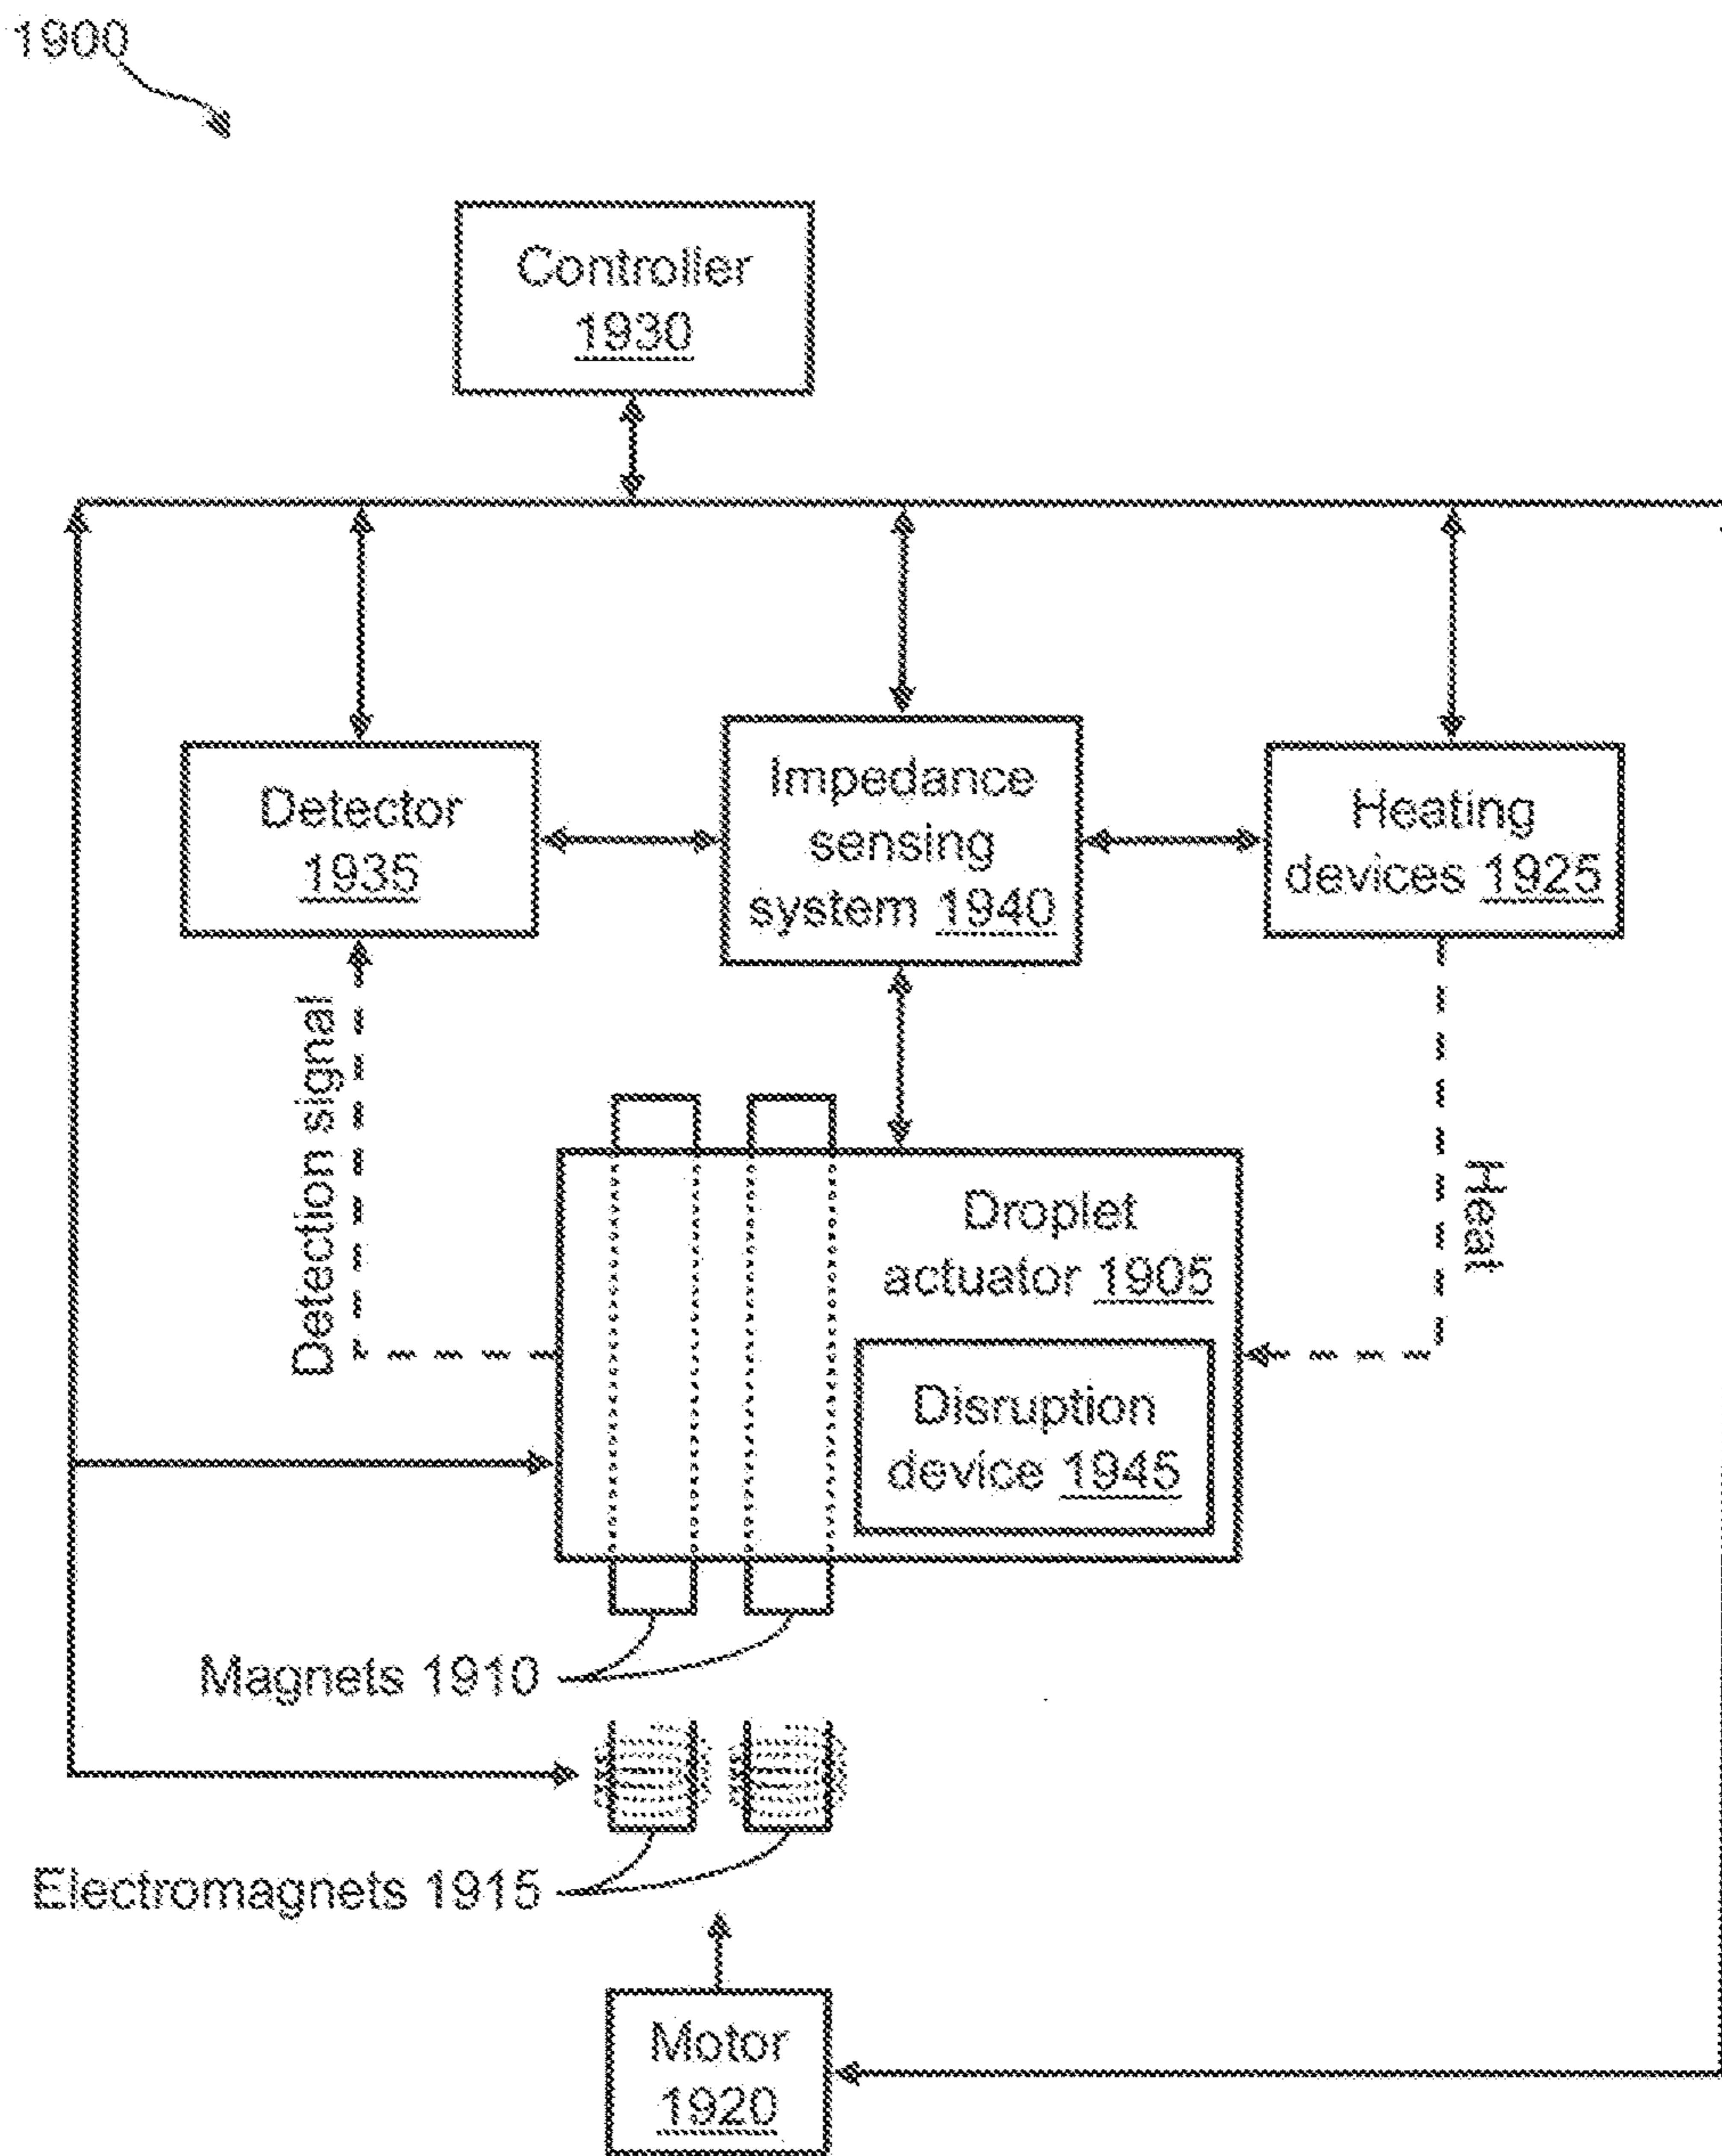 1900
Controller
1930
Detector
1935
Impedance
sensing
system 1940
Heating
devices 1925
Detection signal
Heat
Droplet
actuator 1905
Disruption
device 1945
Magnets 1910
Electromagnets 1915
Motor
1920